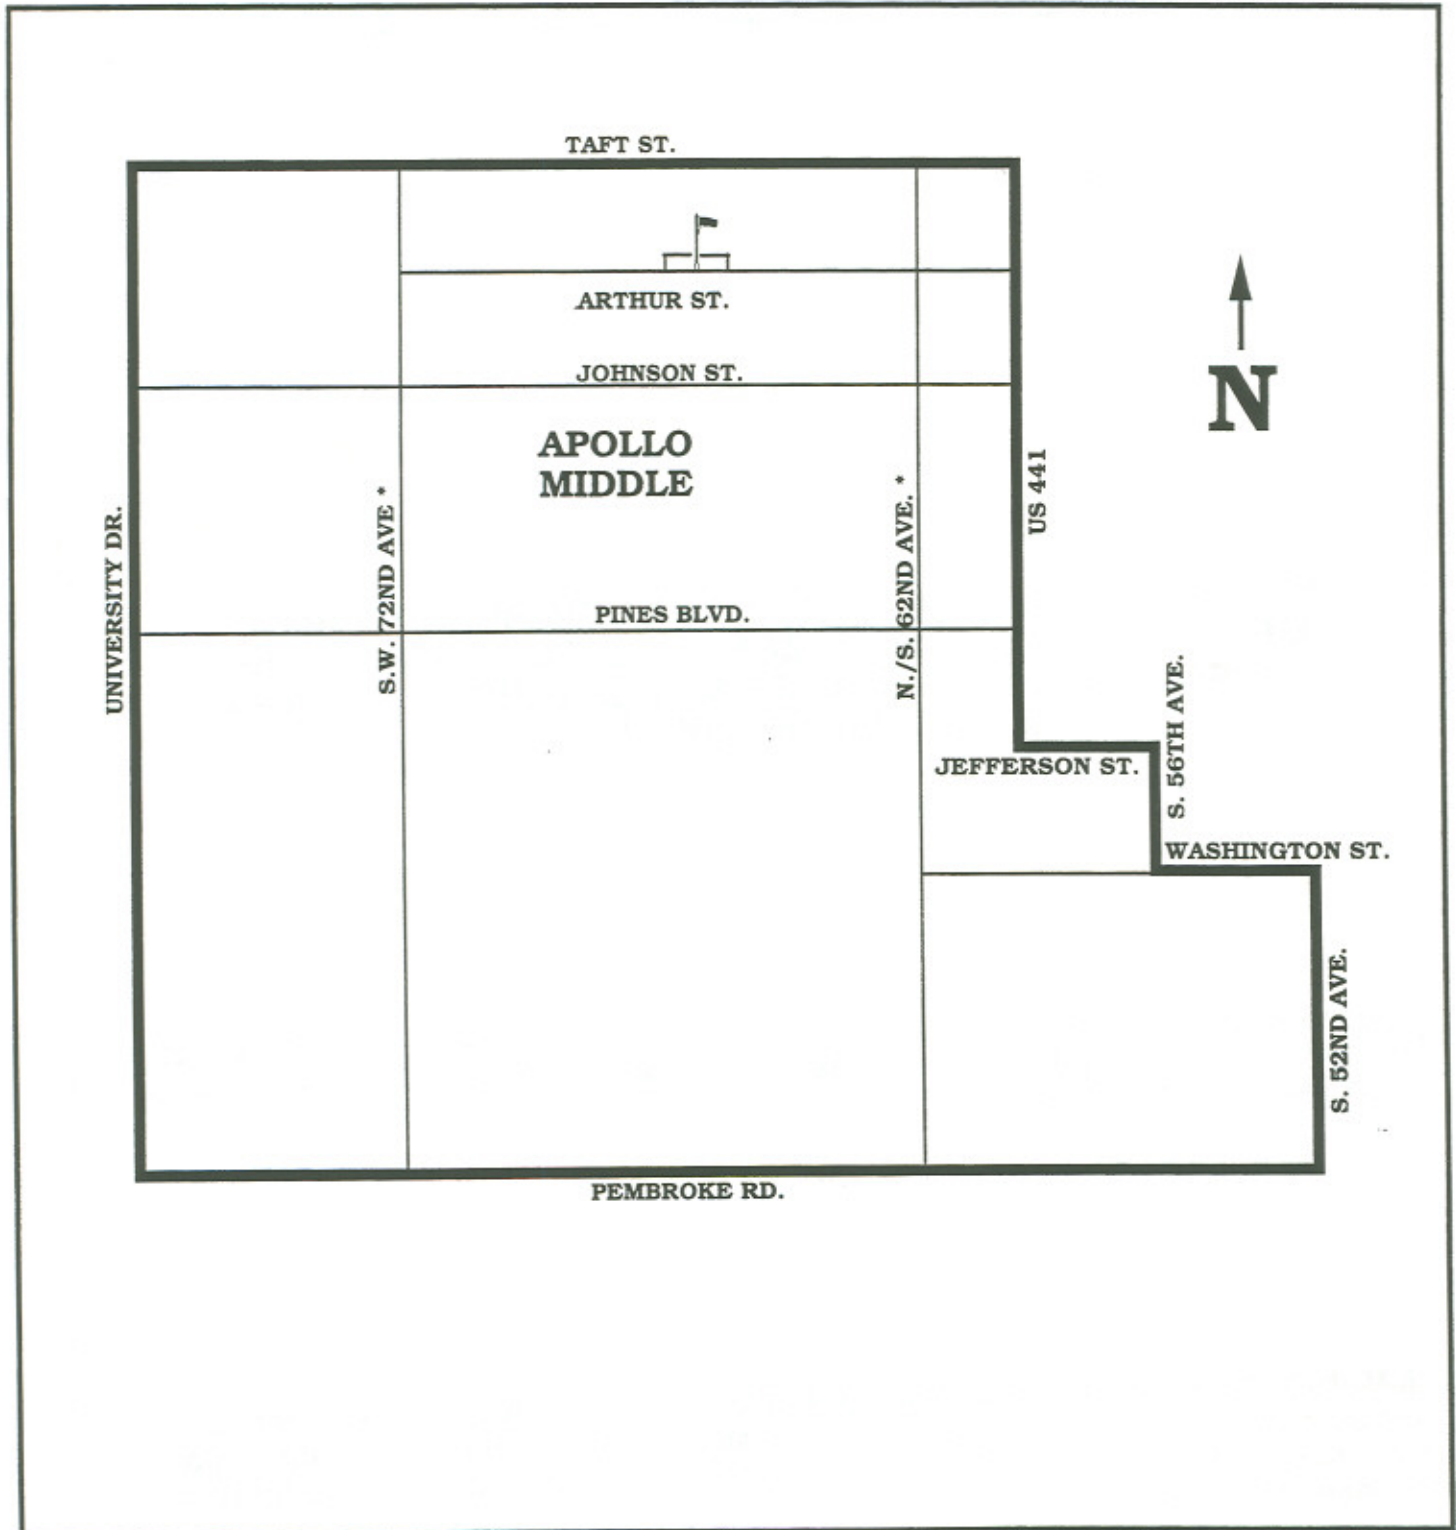 TAFT ST.
ARTHUR ST.
JOHNSON ST.
APOLLO
MIDDLE
N
US 441
UNIVERSITY DR.
S.W. 72ND AVE *
N./S. 62ND AVE. *
PINES BLVD.
JEFFERSON ST.
S. 56TH AVE.
WASHINGTON ST.
S. 52ND AVE.
PEMBROKE RD.